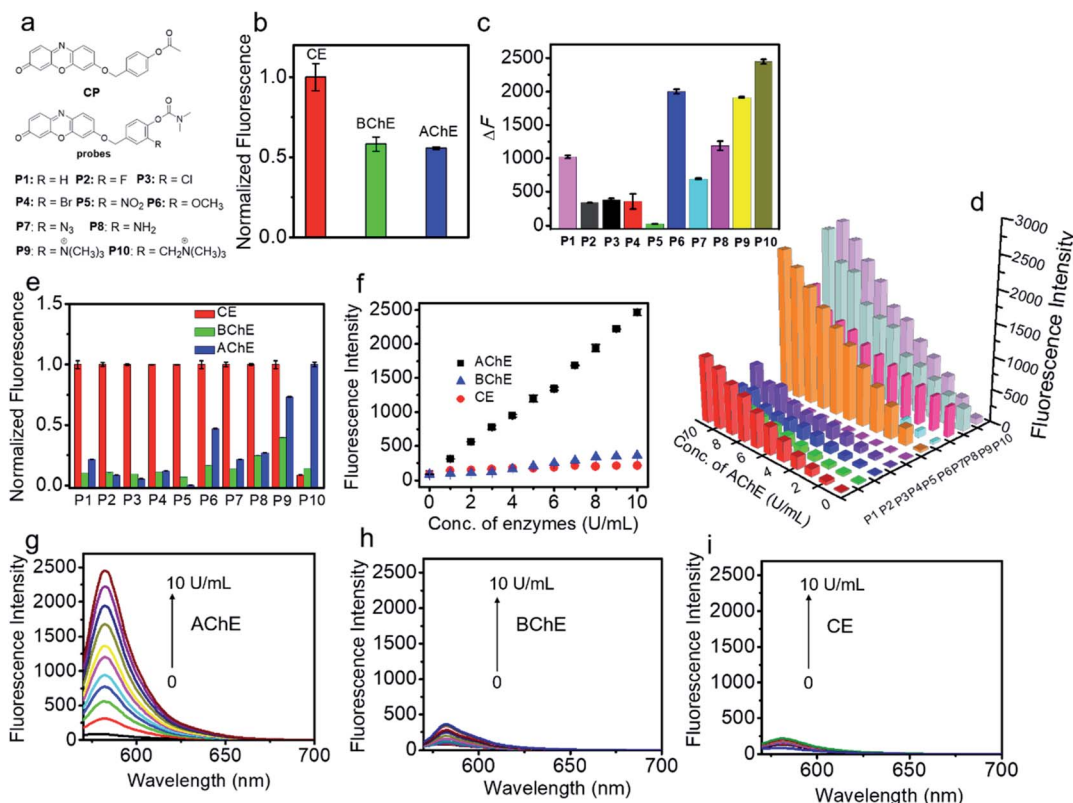 a
N
O
O
O
O
O
CP
N
O
O
O
O
O
N
R
probes
P1: R = H P2: R = F P3: R = Cl
P4: R = Br P5: R = NO2 P6: R = OCH3
P7: R = N3 P8: R = NH2
P9: R = ⊕N(CH3)3 P10: R = CH2⊕N(CH3)3
b
Normalized Fluorescence
1.0
0.5
0.0
CE
BChE
AChE
c
ΔF
2500
2000
1500
1000
500
0
P1 P2 P3 P4 P5 P6 P7 P8 P9 P10
d
Fluorescence Intensity
3000
2500
2000
1500
1000
500
0
Conc. of AChE (U/mL)
10
8
6
4
2
0
P1 P2 P3 P4 P5 P6 P7 P8 P9 P10
e
Normalized Fluorescence
1.5
1.0
0.5
0.0
CE
BChE
AChE
P1 P2 P3 P4 P5 P6 P7 P8 P9 P10
f
Fluorescence Intensity
2500
2000
1500
1000
500
0
AChE
BChE
CE
0 2 4 6 8 10
Conc. of enzymes (U/mL)
g
Fluorescence Intensity
2500
2000
1500
1000
500
0
10 U/mL
AChE
0
600 650 700
Wavelength (nm)
h
Fluorescence Intensity
2500
2000
1500
1000
500
0
10 U/mL
BChE
0
600 650 700
Wavelength (nm)
i
Fluorescence Intensity
2500
2000
1500
1000
500
0
10 U/mL
CE
0
600 650 700
Wavelength (nm)